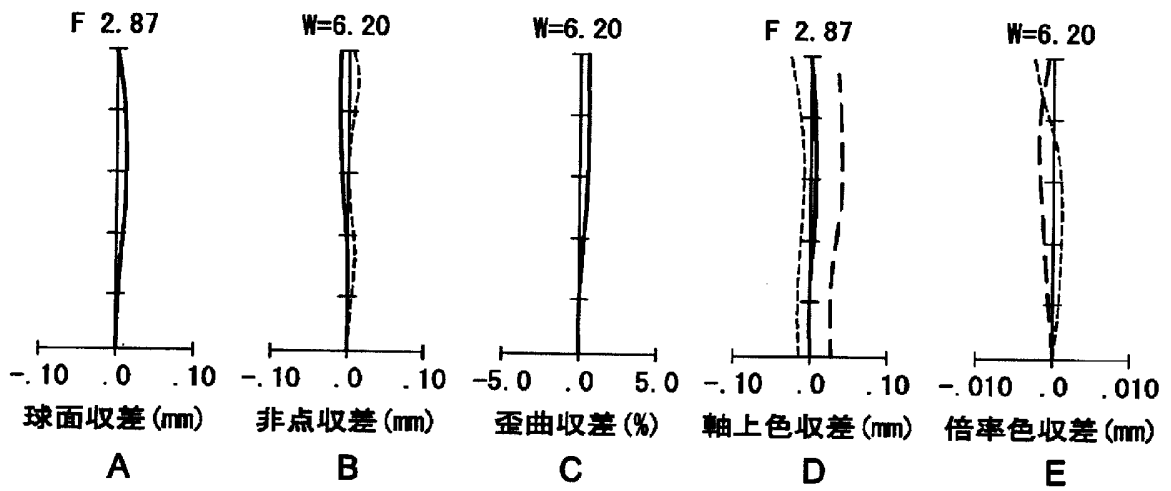 F 2.87 W=6.20 W=6.20 F 2.87 W=6.20
-.10 .0 .10 -.10 .0 .10 -5.0 .0 5.0 -.10 .0 .10 -.010 .0 .010
球面収差(mm) 非点収差(mm) 歪曲収差(%) 軸上色収差(mm) 倍率色収差(mm)
A B C D E